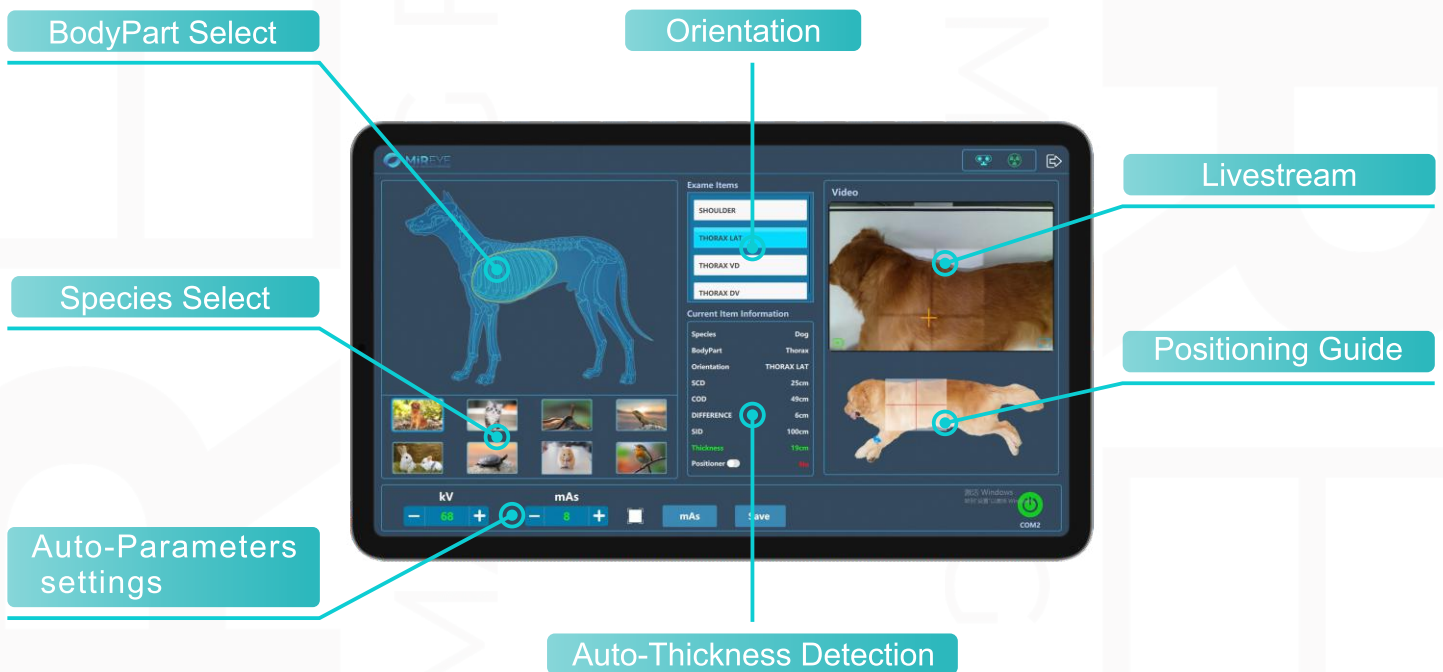 BodyPart Select
Orientation
MiREYE
Exame Items
Video
Livestream
SHOULDER
THORAX LAT
THORAX VD
THORAX DV
Species Select
Current Item Information
Species Dog
BodyPart Thorax
Orientation THORAX LAT
SCD 25cm
COD 49cm
DIFFERENCE 6cm
SID 100cm
Thickness 19cm
Positioner No
Positioning Guide
kV mAs
− 68 + − 8 + mAs Save
激活 Windows
COM2
Auto-Parameters
settings
Auto-Thickness Detection